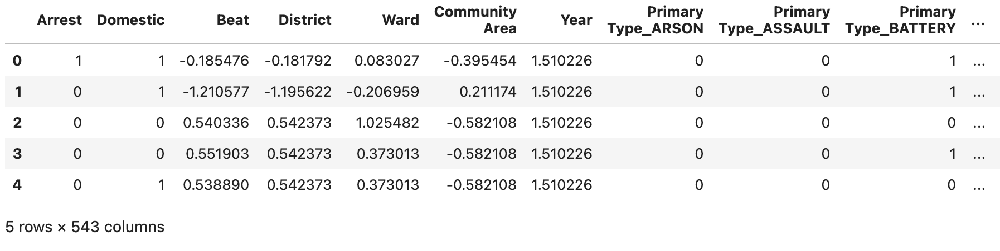 Arrest Domestic Beat District Ward Community Area Year Primary Type_ARSON Primary Type_ASSAULT Primary Type_BATTERY ...
0 1 1 -0.185476 -0.181792 0.083027 -0.395454 1.510226 0 0 1 ...
1 0 1 -1.210577 -1.195622 -0.206959 0.211174 1.510226 0 0 1 ...
2 0 0 0.540336 0.542373 1.025482 -0.582108 1.510226 0 0 0 ...
3 0 0 0.551903 0.542373 0.373013 -0.582108 1.510226 0 0 1 ...
4 0 1 0.538890 0.542373 0.373013 -0.582108 1.510226 0 0 0 ...
5 rows × 543 columns